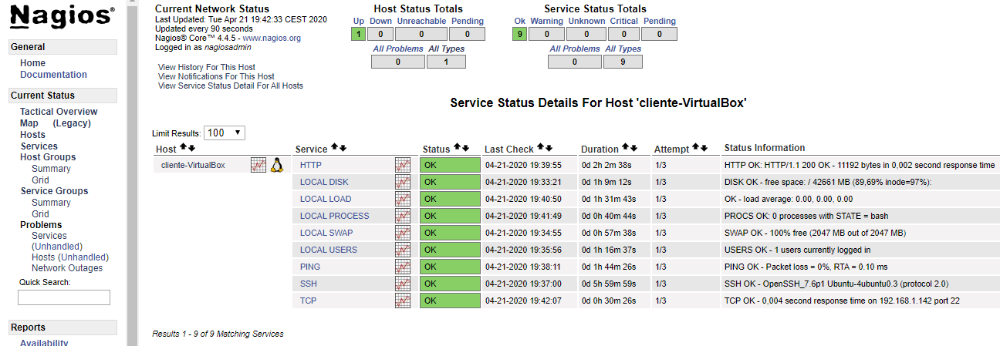 Nagios®
General
Home
Documentation
Current Status
Tactical Overview
Map (Legacy)
Hosts
Services
Host Groups
Summary
Grid
Service Groups
Summary
Grid
Problems
Services
(Unhandled)
Hosts (Unhandled)
Network Outages
Quick Search:
Reports
Availability
Current Network Status
Last Updated: Tue Apr 21 19:42:33 CEST 2020
Updated every 90 seconds
Nagios® Core™ 4.4.5 - www.nagios.org
Logged in as nagiosadmin
View History For This Host
View Notifications For This Host
View Service Status Detail For All Hosts
Host Status Totals
Up Down Unreachable Pending
1 0 0 0
All Problems All Types
0 1
Service Status Totals
Ok Warning Unknown Critical Pending
9 0 0 0 0
All Problems All Types
0 9
Service Status Details For Host 'cliente-VirtualBox'
Limit Results: 100
Host Service Status Last Check Duration Attempt Status Information
cliente-VirtualBox HTTP OK 04-21-2020 19:39:55 0d 2h 2m 38s 1/3 HTTP OK: HTTP/1.1 200 OK - 11192 bytes in 0,002 second response time
LOCAL DISK OK 04-21-2020 19:33:21 0d 1h 9m 12s 1/3 DISK OK - free space: / 42661 MB (89,69% inode=97%):
LOCAL LOAD OK 04-21-2020 19:40:50 0d 1h 31m 43s 1/3 OK - load average: 0.00, 0.00, 0.00
LOCAL PROCESS OK 04-21-2020 19:41:49 0d 0h 40m 44s 1/3 PROCS OK: 0 processes with STATE = bash
LOCAL SWAP OK 04-21-2020 19:34:55 0d 0h 57m 38s 1/3 SWAP OK - 100% free (2047 MB out of 2047 MB)
LOCAL USERS OK 04-21-2020 19:35:56 0d 1h 16m 37s 1/3 USERS OK - 1 users currently logged in
PING OK 04-21-2020 19:38:11 0d 1h 44m 26s 1/3 PING OK - Packet loss = 0%, RTA = 0.10 ms
SSH OK 04-21-2020 19:37:00 0d 5h 59m 59s 1/3 SSH OK - OpenSSH_7.6p1 Ubuntu-4ubuntu0.3 (protocol 2.0)
TCP OK 04-21-2020 19:42:07 0d 0h 30m 26s 1/3 TCP OK - 0,004 second response time on 192.168.1.142 port 22
Results 1 - 9 of 9 Matching Services